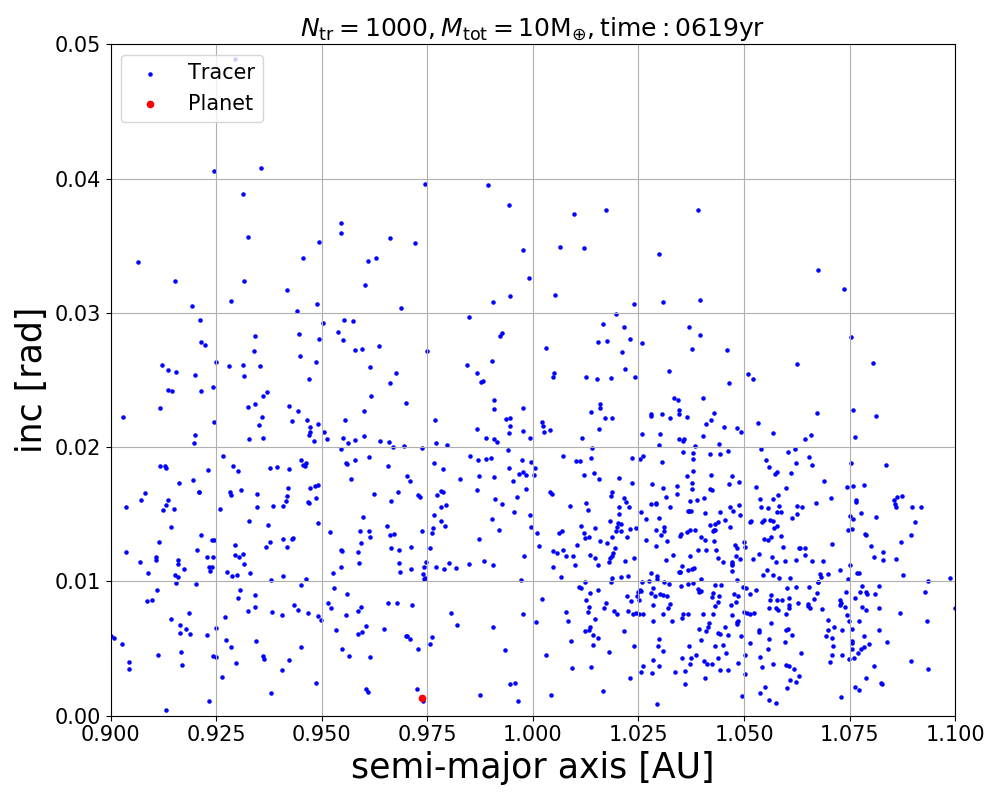 N_tr = 1000, M_tot = 10M_⊕, time : 0619yr
0.05
Tracer
Planet
0.04
0.03
inc [rad]
0.02
0.01
0.00
0.900 0.925 0.950 0.975 1.000 1.025 1.050 1.075 1.100
semi-major axis [AU]